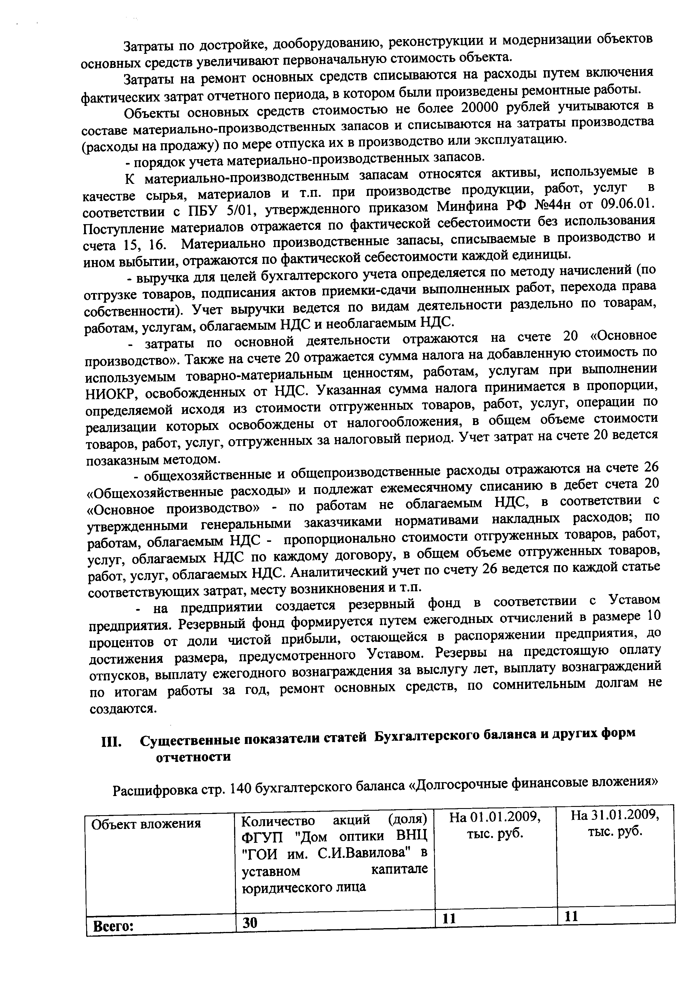 Затраты по достройке, дооборудованию, реконструкции и модернизации объектов
основных средств увеличивают первоначальную стоимость объекта.
Затраты на ремонт основных средств списываются на расходы путем включения
фактических затрат отчетного периода, в котором были произведены ремонтные работы.
Объекты основных средств стоимостью не более 20000 рублей учитываются в
составе материально-производственных запасов и списываются на затраты производства
(расходы на продажу) по мере отпуска их в производство или эксплуатацию.
- порядок учета материально-производственных запасов.
К материально-производственным запасам относятся активы, используемые в
качестве сырья, материалов и т.п. при производстве продукции, работ, услуг в
соответствии с ПБУ 5/01, утвержденного приказом Минфина РФ №44н от 09.06.01.
Поступление материалов отражается по фактической себестоимости без использования
счета 15, 16. Материально производственные запасы, списываемые в производство и
ином выбытии, отражаются по фактической себестоимости каждой единицы.
- выручка для целей бухгалтерского учета определяется по методу начислений (по
отгрузке товаров, подписания актов приемки-сдачи выполненных работ, перехода права
собственности). Учет выручки ведется по видам деятельности раздельно по товарам,
работам, услугам, облагаемым НДС и необлагаемым НДС.
- затраты по основной деятельности отражаются на счете 20 «Основное
производство». Также на счете 20 отражается сумма налога на добавленную стоимость по
используемым товарно-материальным ценностям, работам, услугам при выполнении
НИОКР, освобожденных от НДС. Указанная сумма налога принимается в пропорции,
определяемой исходя из стоимости отгруженных товаров, работ, услуг, операции по
реализации которых освобождены от налогообложения, в общем объеме стоимости
товаров, работ, услуг, отгруженных за налоговый период. Учет затрат на счете 20 ведется
позаказным методом.
- общехозяйственные и общепроизводственные расходы отражаются на счете 26
«Общехозяйственные расходы» и подлежат ежемесячному списанию в дебет счета 20
«Основное производство» - по работам не облагаемым НДС, в соответствии с
утвержденными генеральными заказчиками нормативами накладных расходов; по
работам, облагаемым НДС - пропорционально стоимости отгруженных товаров, работ,
услуг, облагаемых НДС по каждому договору, в общем объеме отгруженных товаров,
работ, услуг, облагаемых НДС. Аналитический учет по счету 26 ведется по каждой статье
соответствующих затрат, месту возникновения и т.п.
- на предприятии создается резервный фонд в соответствии с Уставом
предприятия. Резервный фонд формируется путем ежегодных отчислений в размере 10
процентов от доли чистой прибыли, остающейся в распоряжении предприятия, до
достижения размера, предусмотренного Уставом. Резервы на предстоящую оплату
отпусков, выплату ежегодного вознаграждения за выслугу лет, выплату вознаграждений
по итогам работы за год, ремонт основных средств, по сомнительным долгам не
создаются.
III. Существенные показатели статей Бухгалтерского баланса и других форм
отчетности
Расшифровка стр. 140 бухгалтерского баланса «Долгосрочные финансовые вложения»
Объект вложения
Количество акций (доля)
ФГУП "Дом оптики ВНЦ
"ГОИ им. С.И.Вавилова" в
уставном капитале
юридического лица
На 01.01.2009,
тыс. руб.
На 31.01.2009,
тыс. руб.
Всего: 30 11 11